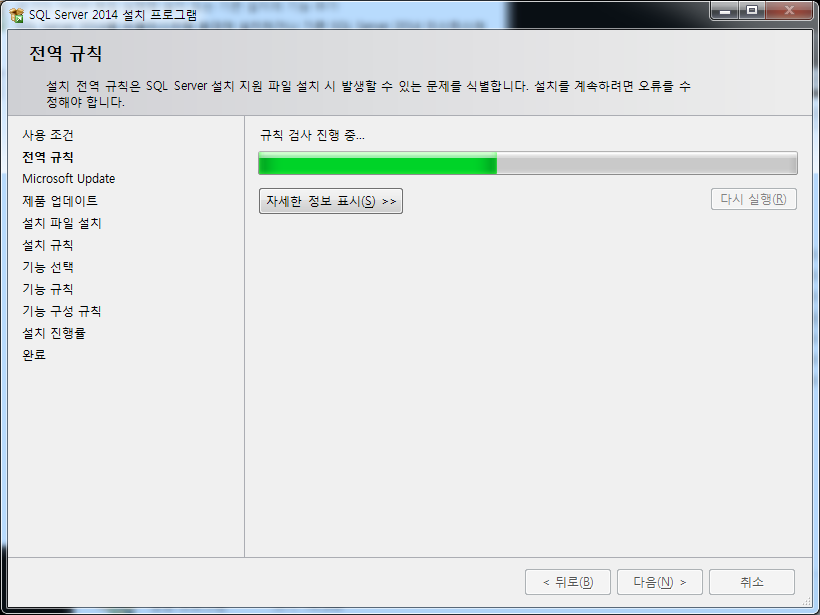 SQL Server 2014 설치 프로그램
전역 규칙
설치 전역 규칙은 SQL Server 설치 지원 파일 설치 시 발생할 수 있는 문제를 식별합니다. 설치를 계속하려면 오류를 수
정해야 합니다.
사용 조건
전역 규칙
Microsoft Update
제품 업데이트
설치 파일 설치
설치 규칙
기능 선택
기능 규칙
기능 구성 규칙
설치 진행률
완료
규칙 검사 진행 중...
자세한 정보 표시(S) >>
다시 실행(R)
< 뒤로(B)
다음(N) >
취소